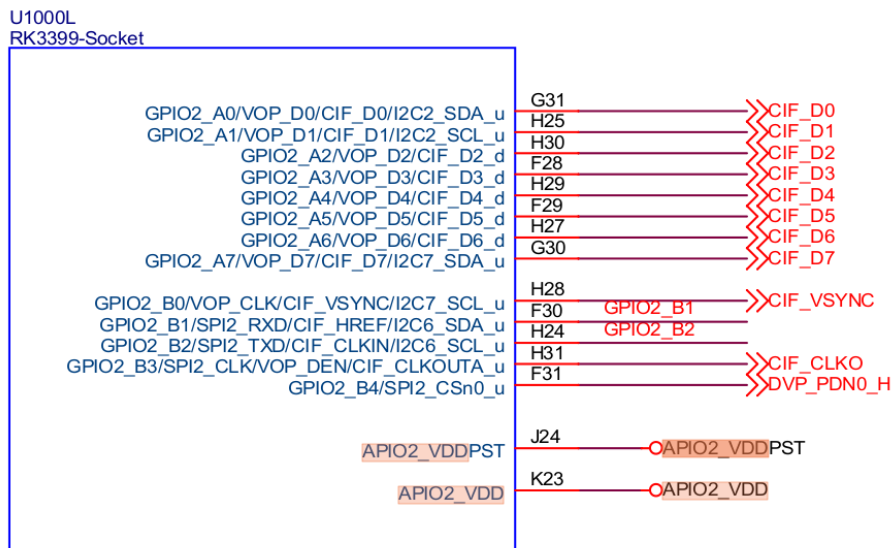 U1000L
RK3399-Socket
GPIO2_A0/VOP_D0/CIF_D0/I2C2_SDA_u G31 CIF_D0
GPIO2_A1/VOP_D1/CIF_D1/I2C2_SCL_u H25 CIF_D1
GPIO2_A2/VOP_D2/CIF_D2_d H30 CIF_D2
GPIO2_A3/VOP_D3/CIF_D3_d F28 CIF_D3
GPIO2_A4/VOP_D4/CIF_D4_d H29 CIF_D4
GPIO2_A5/VOP_D5/CIF_D5_d F29 CIF_D5
GPIO2_A6/VOP_D6/CIF_D6_d H27 CIF_D6
GPIO2_A7/VOP_D7/CIF_D7/I2C7_SDA_u G30 CIF_D7
GPIO2_B0/VOP_CLK/CIF_VSYNC/I2C7_SCL_u H28 CIF_VSYNC
GPIO2_B1/SPI2_RXD/CIF_HREF/I2C6_SDA_u F30 GPIO2_B1
GPIO2_B2/SPI2_TXD/CIF_CLKIN/I2C6_SCL_u H24 GPIO2_B2
GPIO2_B3/SPI2_CLK/VOP_DEN/CIF_CLKOUTA_u H31 CIF_CLKO
GPIO2_B4/SPI2_CSn0_u F31 DVP_PDN0_H
APIO2_VDDPST J24 APIO2_VDDPST
APIO2_VDD K23 APIO2_VDD